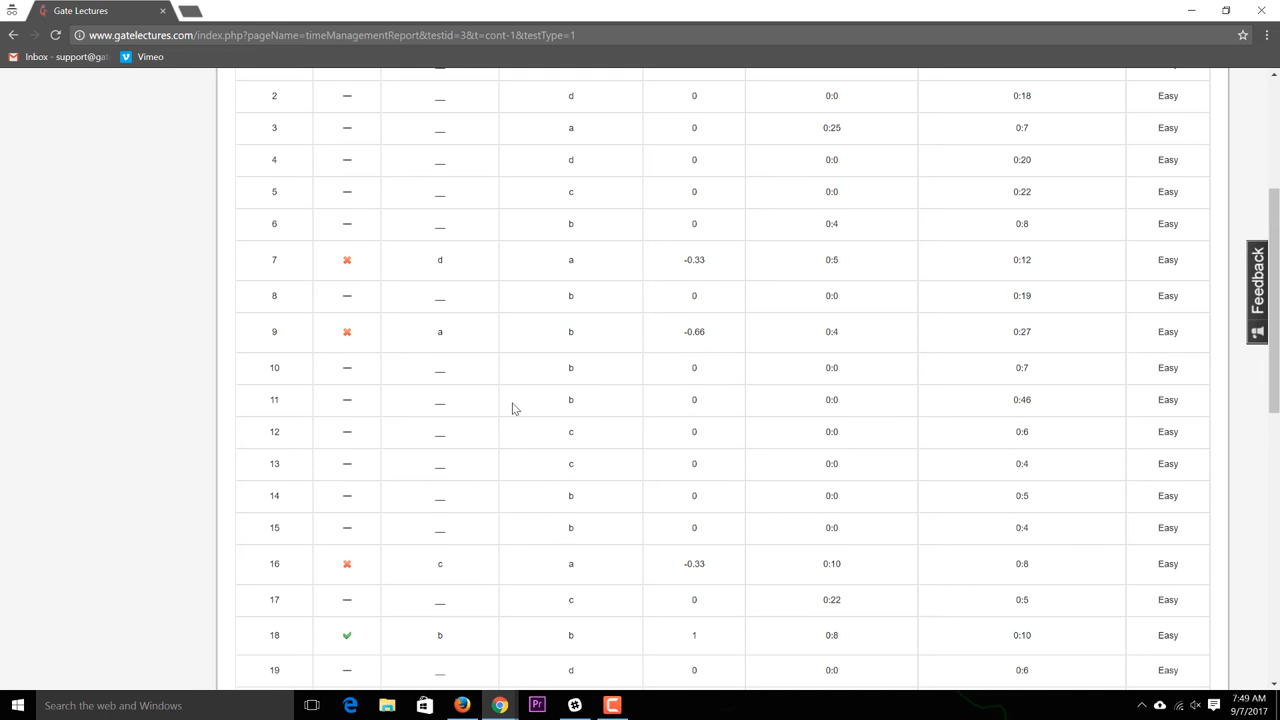 Gate Lectures
www.gatelectures.com/index.php?pageName=timeManagementReport&testid=3&t=cont-1&testType=1
Inbox - support@ga
Vimeo
2 — __ d 0 0:0 0:18 Easy
3 — __ a 0 0:25 0:7 Easy
4 — __ d 0 0:0 0:20 Easy
5 — __ c 0 0:0 0:22 Easy
6 — __ b 0 0:4 0:8 Easy
7 d a -0.33 0:5 0:12 Easy
8 — __ b 0 0:0 0:19 Easy
9 a b -0.66 0:4 0:27 Easy
10 — __ b 0 0:0 0:7 Easy
11 — __ b 0 0:0 0:46 Easy
12 — __ c 0 0:0 0:6 Easy
13 — __ c 0 0:0 0:4 Easy
14 — __ b 0 0:0 0:5 Easy
15 — __ b 0 0:0 0:4 Easy
16 c a -0.33 0:10 0:8 Easy
17 — __ c 0 0:22 0:5 Easy
18 b b 1 0:8 0:10 Easy
19 — __ d 0 0:0 0:6 Easy
Feedback
Search the web and Windows
Pr
7:49 AM
9/7/2017